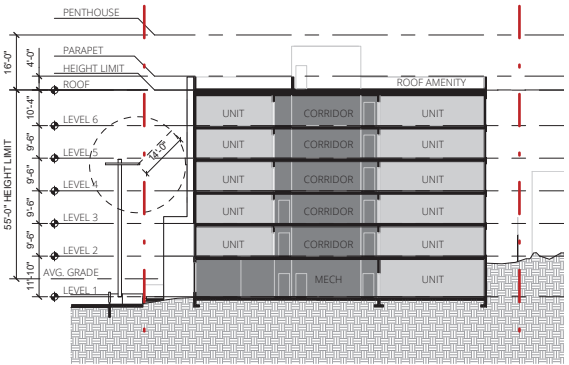 PENTHOUSE
16'-0"
4'-0"
PARAPET
HEIGHT LIMIT
ROOF
ROOF AMENITY
10'-4"
UNIT CORRIDOR UNIT
LEVEL 6
9'-6"
14'-0"
UNIT CORRIDOR UNIT
LEVEL 5
9'-6"
UNIT CORRIDOR UNIT
LEVEL 4
55'-0" HEIGHT LIMIT
9'-6"
UNIT CORRIDOR UNIT
LEVEL 3
9'-6"
UNIT CORRIDOR UNIT
LEVEL 2
AVG. GRADE
11'-10"
MECH UNIT
LEVEL 1